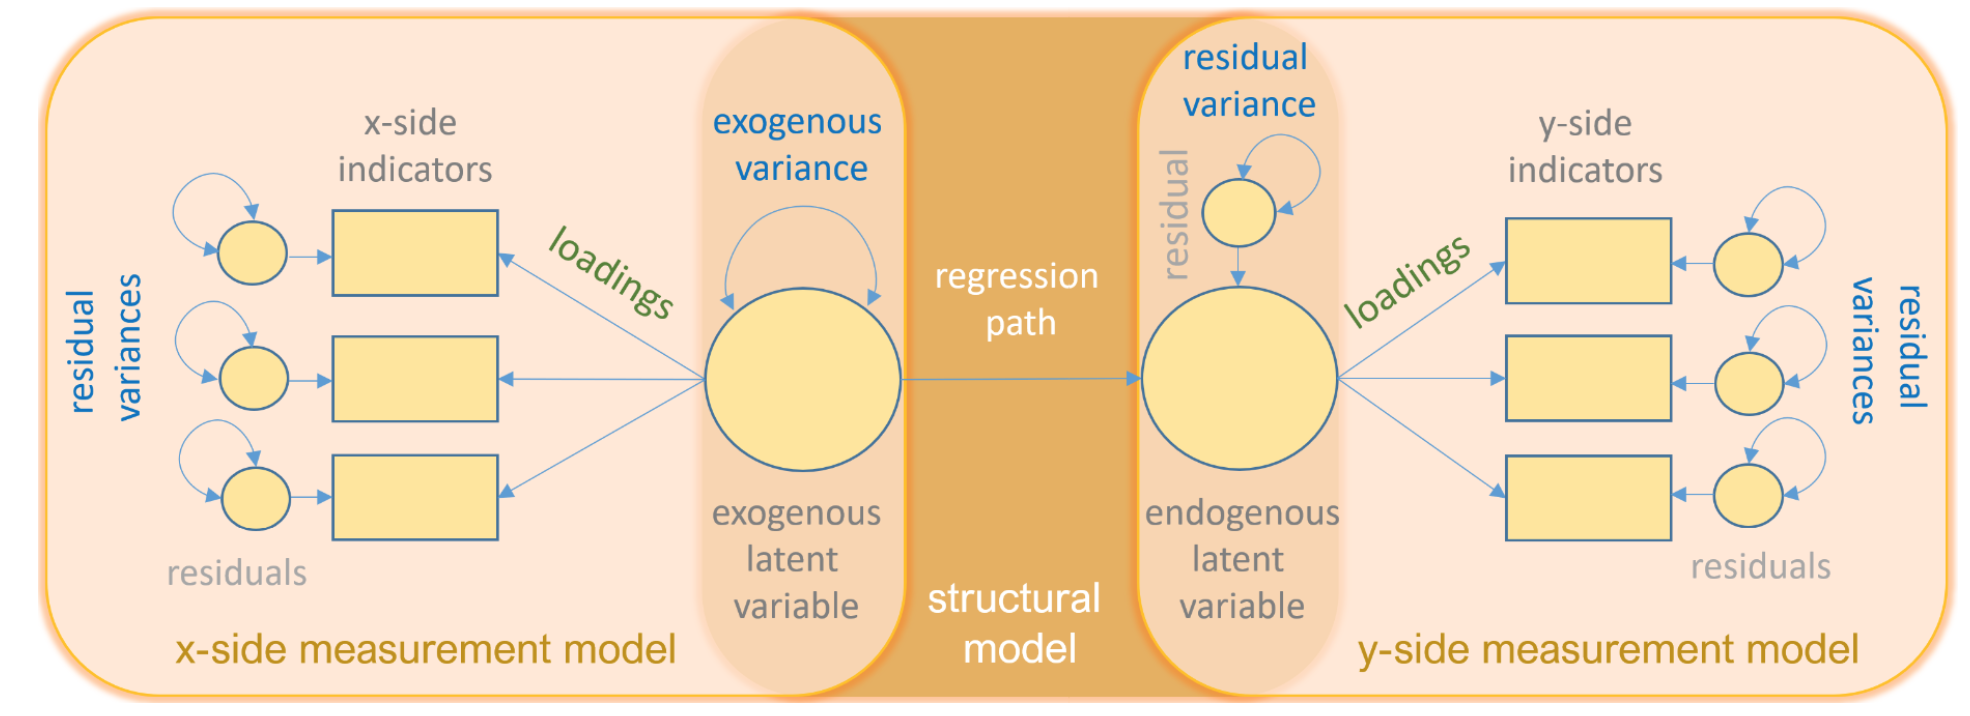 residual
variances
x-side
indicators
loadings
residuals
x-side measurement model
exogenous
variance
exogenous
latent
variable
regression
path
structural
model
residual
variance
residual
endogenous
latent
variable
loadings
y-side
indicators
residual
variances
residuals
y-side measurement model